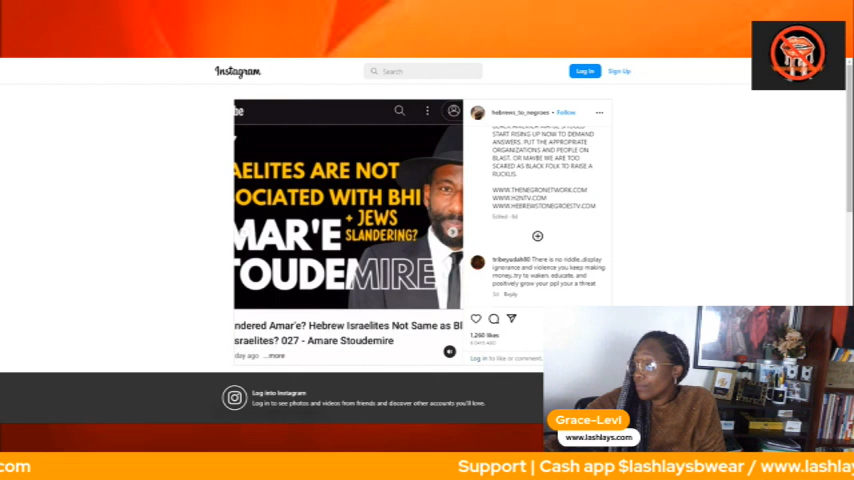 Instagram
Search
Log In
Sign Up
be
AELITES ARE NOT
OCIATED WITH BHI
MAR'E
+ JEWS
SLANDERING?
TOUDEMIRE
ndered Amar'e? Hebrew Israelites Not Same as Bl
sraelites? 027 - Amare Stoudemire
day ago ...more
hebrews_to_negroes • Follow
START RISING UP NOW TO DEMAND
ANSWERS. PUT THE APPROPRIATE
ORGANIZATIONS AND PEOPLE ON
BLAST. OR MAYBE WE ARE TOO
SCARED AS BLACK FOLK TO RAISE A
RUCKUS.
WWW.THENEGRONETWORK.COM
WWW.H2NTV.COM
WWW.HEBREWSTONEGROESTV.COM
Edited · 6d
tribeyudah80 There is no riddle..display
ignorance and violence you keep making
money..try to waken, educate, and
positively grow your ppl your a threat
Reply
1,260 likes
6 DAYS AGO
Log in to like or comment.
Log into Instagram
Log in to see photos and videos from friends and discover other accounts you'll love.
Grace-Levi
www.lashlays.com
com
Support | Cash app $lashlaysbwear / www.lashlay